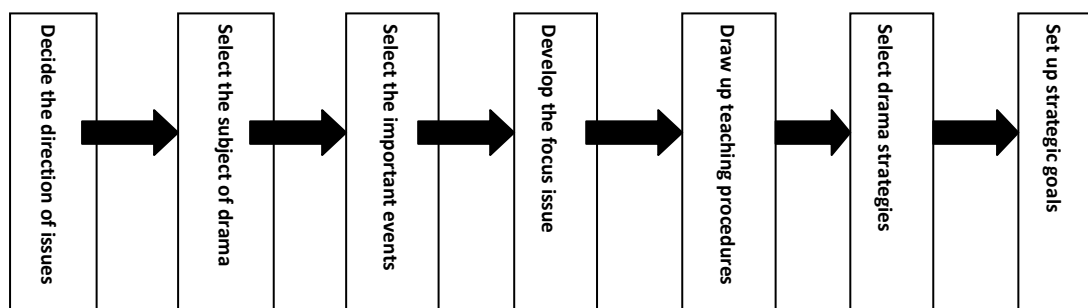 Decide the direction of issues
Select the subject of drama
Select the important events
Develop the focus issue
Draw up teaching procedures
Select drama strategies
Set up strategic goals